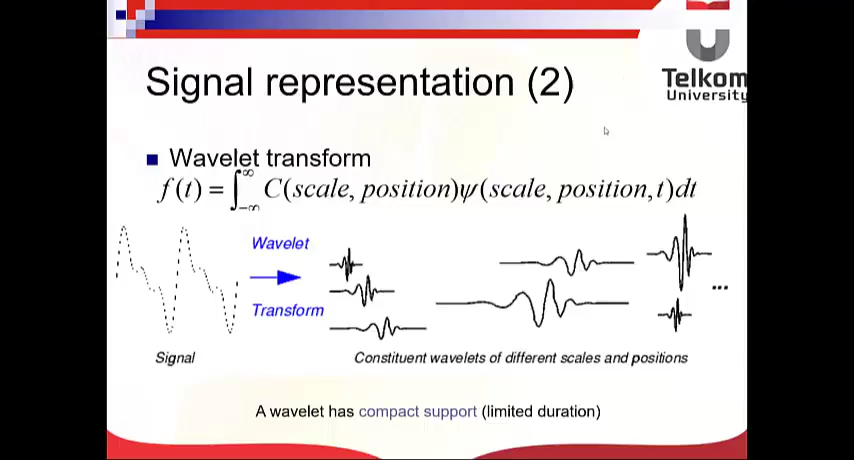 Signal representation (2)
Telkom
University
Wavelet transform
f(t) = ∫_{-∞}^{∞} C(scale, position)ψ(scale, position, t)dt
Wavelet
Transform
...
Signal
Constituent wavelets of different scales and positions
A wavelet has compact support (limited duration)